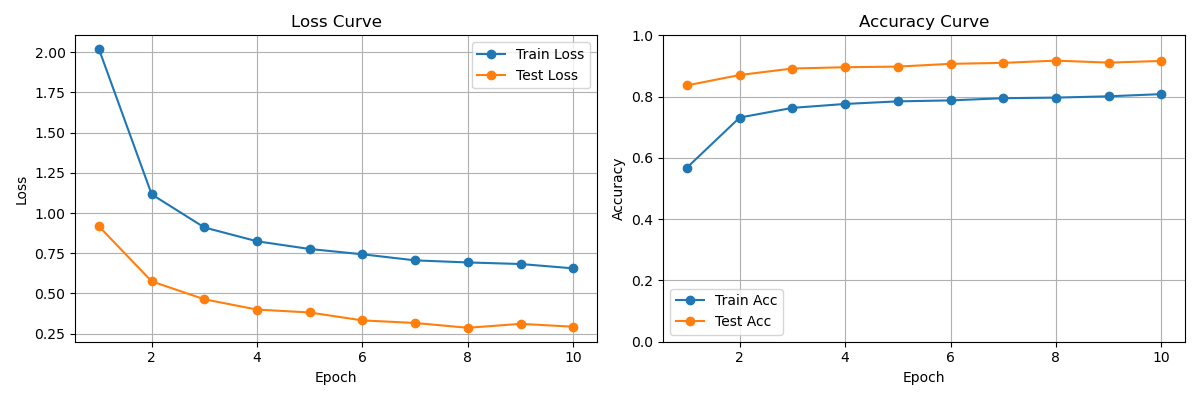 Loss Curve
2.00
1.75
1.50
1.25
1.00
0.75
0.50
0.25
Loss
2
4
6
8
10
Epoch
Train Loss
Test Loss
Accuracy Curve
1.0
0.8
0.6
0.4
0.2
0.0
Accuracy
2
4
6
8
10
Epoch
Train Acc
Test Acc